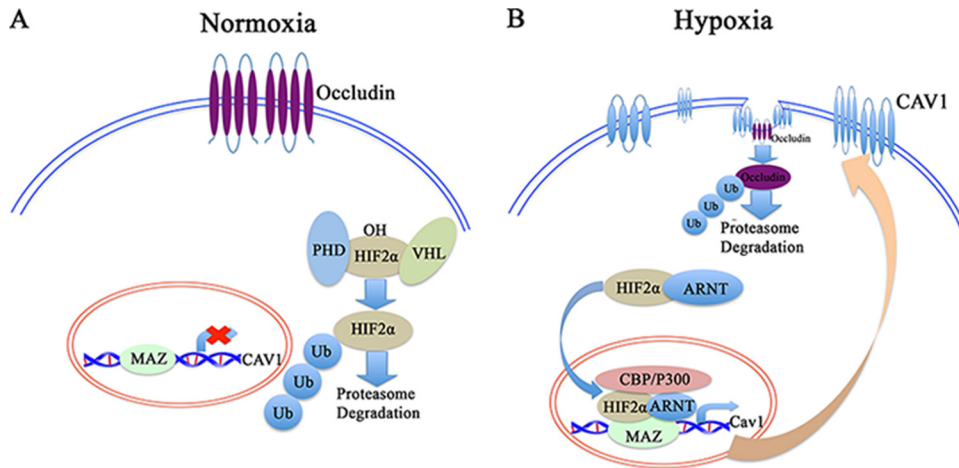 A
Normoxia
Occludin
OH
PHD
HIF2α
VHL
HIF2α
MAZ
CAV1
Ub
Ub
Ub
Proteasome
Degradation
B
Hypoxia
CAV1
Occludin
Occludin
Ub
Ub
Ub
Proteasome
Degradation
HIF2α
ARNT
CBP/P300
HIF2α
ARNT
MAZ
Cav1